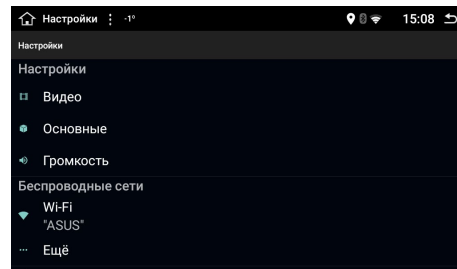 Настройки -1° 15:08
Настройки
Настройки
Видео
Основные
Громкость
Беспроводные сети
Wi-Fi
"ASUS"
Ещё